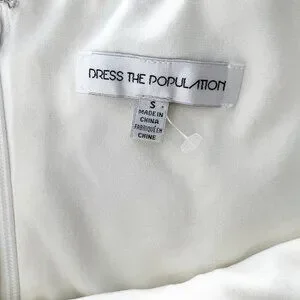 DRESS THE POPULATION
S
MADE IN
CHINA
FABRIQUÉ EN
CHINE